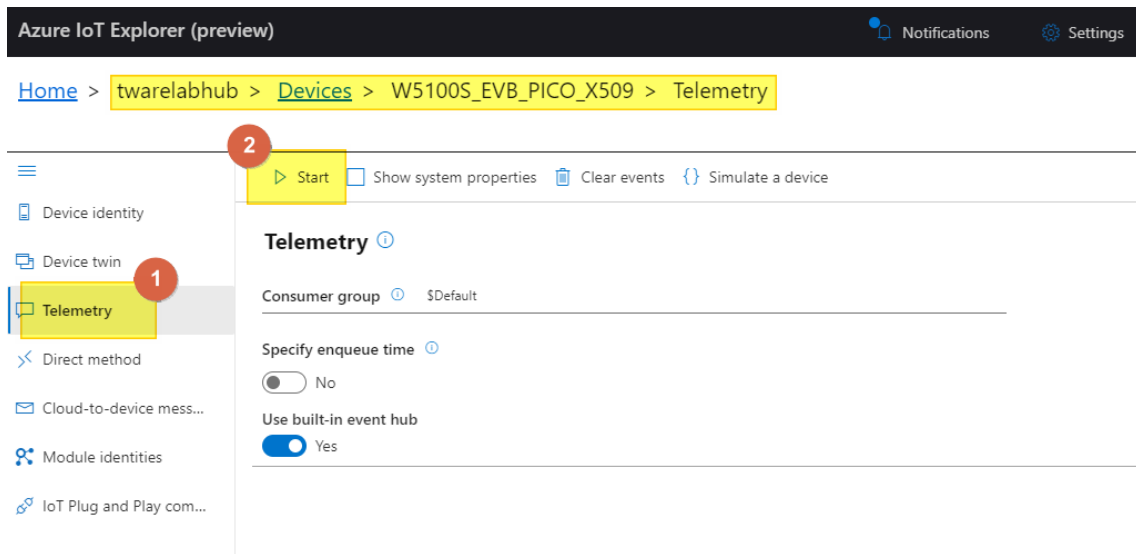 Azure IoT Explorer (preview)
Notifications
Settings
Home > twarelabhub > Devices > W5100S_EVB_PICO_X509 > Telemetry
2
Start
Show system properties
Clear events
{} Simulate a device
Device identity
Device twin
1
Telemetry
Direct method
Cloud-to-device mess...
Module identities
IoT Plug and Play com...
Telemetry
Consumer group $Default
Specify enqueue time
No
Use built-in event hub
Yes